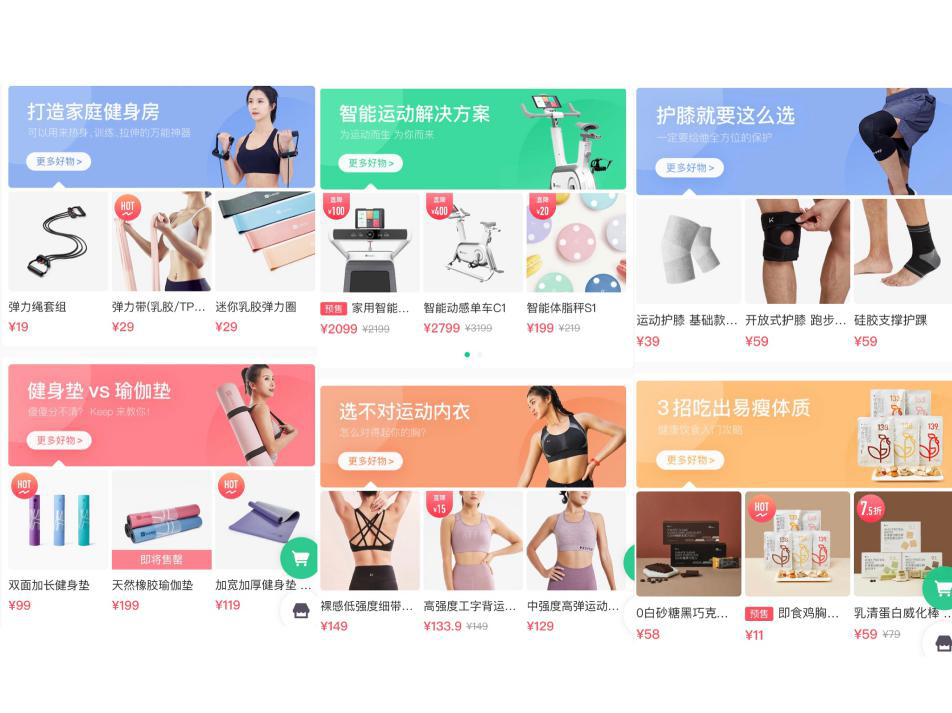 打造家庭健身房
可以用来热身、训练、拉伸的万能神器
更多好物 >
HOT
弹力绳套组
¥19
弹力带(乳胶/TP...
¥29
迷你乳胶弹力圈
¥29
健身垫 vs 瑜伽垫
傻傻分不清? Keep 来教你!
更多好物 >
HOT
即将售罄
HOT
双面加长健身垫
¥99
天然橡胶瑜伽垫
¥199
加宽加厚健身垫 ...
¥119
智能运动解决方案
为运动而生 为你而来
更多好物 >
直降
¥100
直降
¥400
直降
¥20
预售 家用智能...
¥2099 ¥2199
智能动感单车C1
¥2799 ¥3199
智能体脂秤S1
¥199 ¥219
选不对运动内衣
怎么对得起你的胸?
更多好物 >
直降
¥15
裸感低强度细带...
¥149
高强度工字背运...
¥133.9 ¥149
中强度高弹运动...
¥129
护膝就要这么选
一定要给他全方位的保护
更多好物 >
运动护膝 基础款...
¥39
开放式护膝 跑步...
¥59
硅胶支撑护踝
¥59
3招吃出易瘦体质
健康饮食入门攻略
更多好物 >
HOT
7.5折
0白砂糖黑巧克...
¥58
预售 即食鸡胸...
¥11
乳清蛋白威化棒 ...
¥59 ¥79